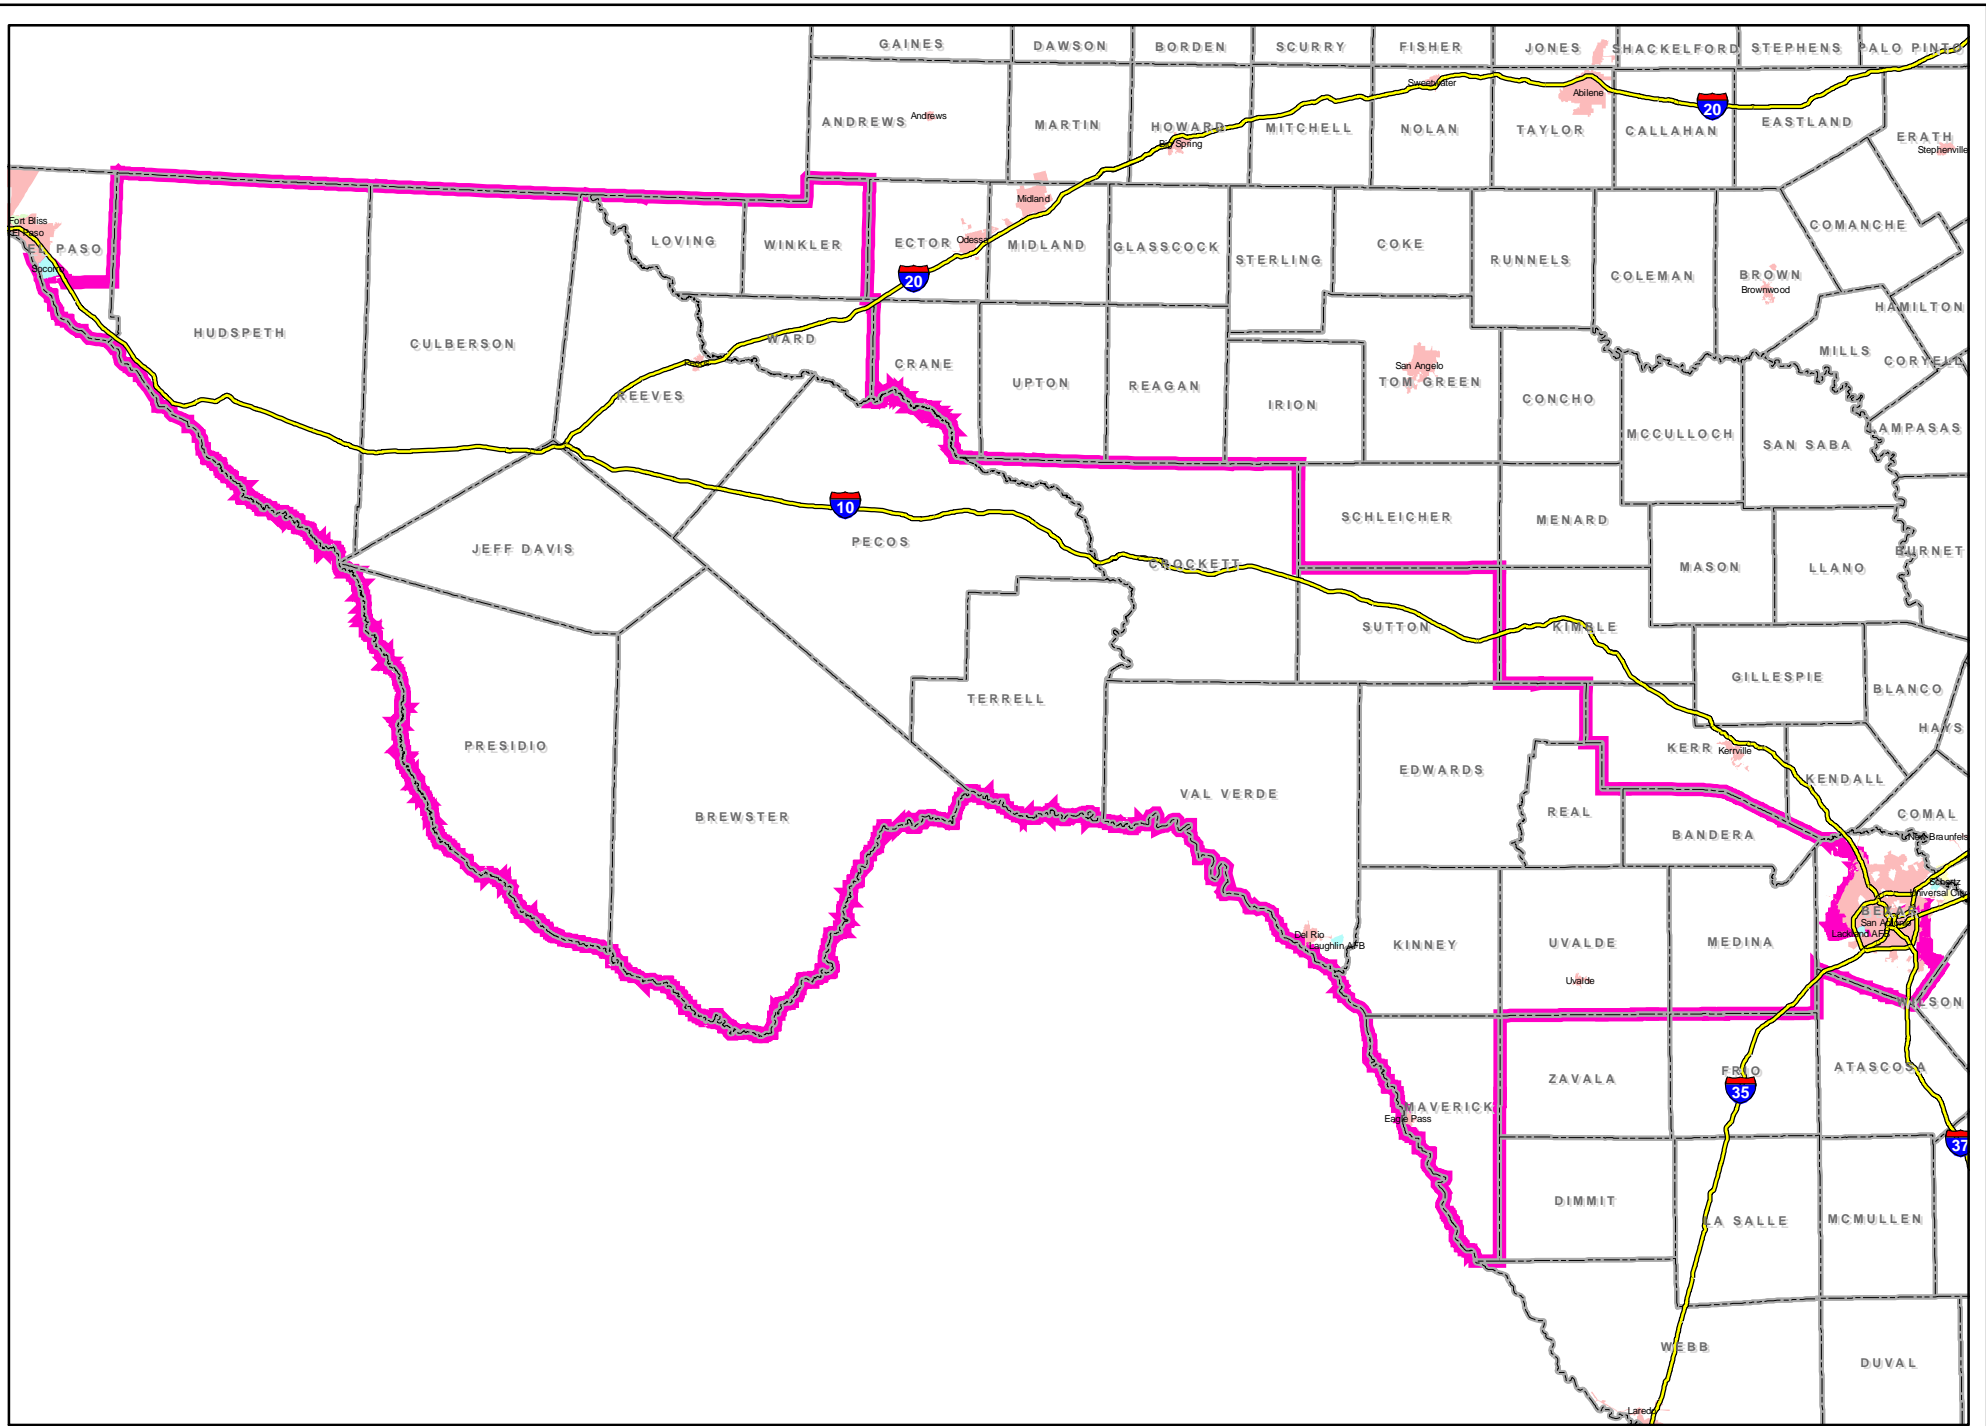 GAINES
DAWSON
BORDEN
SCURRY
FISHER
JONES
SHACKELFORD
STEPHENS
PALO PINTO
Sweetwater
Abilene
20
ANDREWS
Andrews
MARTIN
HOWARD
Big Spring
MITCHELL
NOLAN
TAYLOR
CALLAHAN
EASTLAND
ERATH
Stephenville
Fort Bliss
El Paso
EL PASO
Socorro
LOVING
WINKLER
ECTOR
Odessa
Midland
MIDLAND
GLASSCOCK
STERLING
COKE
RUNNELS
COLEMAN
BROWN
Brownwood
COMANCHE
20
HAMILTON
HUDSPETH
CULBERSON
WARD
REEVES
CRANE
UPTON
REAGAN
IRION
San Angelo
TOM GREEN
CONCHO
MILLS
CORYELL
MCCULLOCH
SAN SABA
AMPASAS
10
PECOS
JEFF DAVIS
CROCKETT
SCHLEICHER
MENARD
MASON
LLANO
BURNET
SUTTON
KIMBLE
GILLESPIE
BLANCO
HAYS
TERRELL
PRESIDIO
BREWSTER
VAL VERDE
EDWARDS
REAL
KERR
Kerrville
KENDALL
COMAL
New Braunfels
BANDERA
Schertz
Universal City
BEXAR
San Antonio
Lackland AFB
Del Rio
Laughlin AFB
KINNEY
UVALDE
Uvalde
MEDINA
WILSON
ZAVALA
FRIO
35
ATASCOSA
MAVERICK
Eagle Pass
37
DIMMIT
LA SALLE
MCMULLEN
WEBB
DUVAL
Laredo